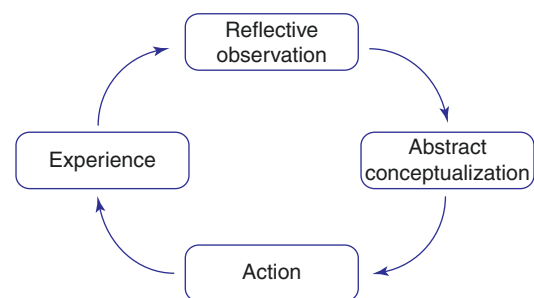 Reflective
observation
Experience
Abstract
conceptualization
Action